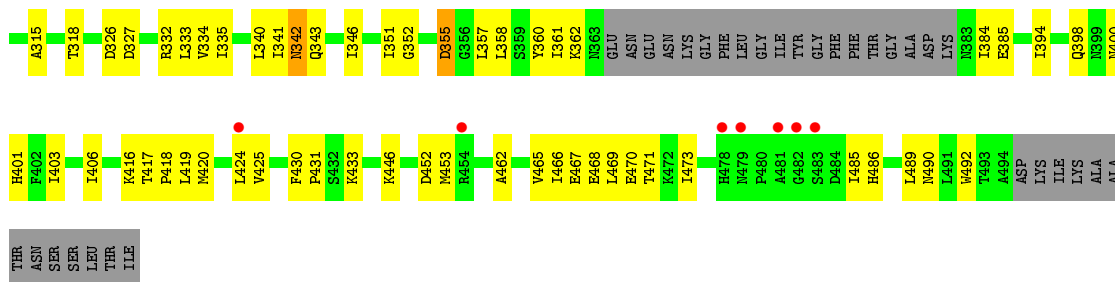 A315 T318 D326 D327 R332 L333 V334 I335 L340 I341 N342 Q343 I346 I351 G352 D355 G356 L357 L358 S359 Y360 I361 K362 N363 GLU ASN GLU ASN LYS GLY PHE LEU GLY ILE TYR GLY PHE PHE THR GLY ALA ASP LYS N383 I384 E385 I394 Q398 N399
H401 F402 I403 I406 K416 T417 P418 L419 M420 L424 V425 F430 P431 S432 K433 K446 D452 M453 R454 A462 V465 I466 E467 E468 L469 E470 T471 K472 I473 H478 N479 P480 A481 G482 S483 D484 I485 H486 L489 N490 L491 W492 T493 A494 ASP LYS ILE LYS ALA
THR ASN SER SER LEU THR ILE